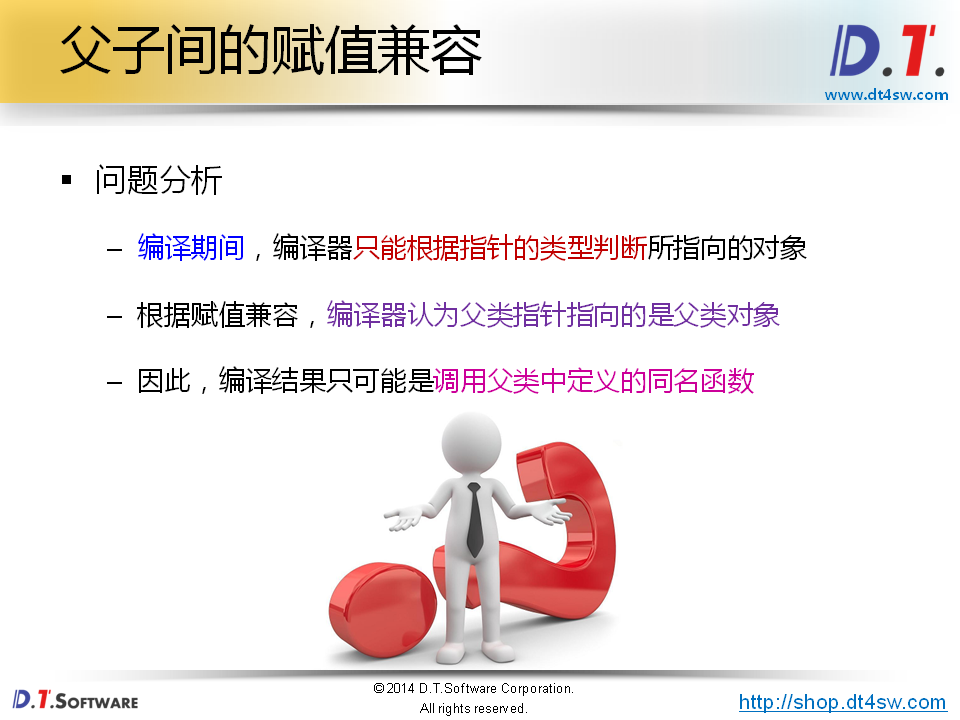 父子间的赋值兼容
D.T.
www.dt4sw.com
▪ 问题分析
– 编译期间，编译器只能根据指针的类型判断所指向的对象
– 根据赋值兼容，编译器认为父类指针指向的是父类对象
– 因此，编译结果只可能是调用父类中定义的同名函数
D.T.SOFTWARE
©2014 D.T.Software Corporation.
All rights reserved.
http://shop.dt4sw.com